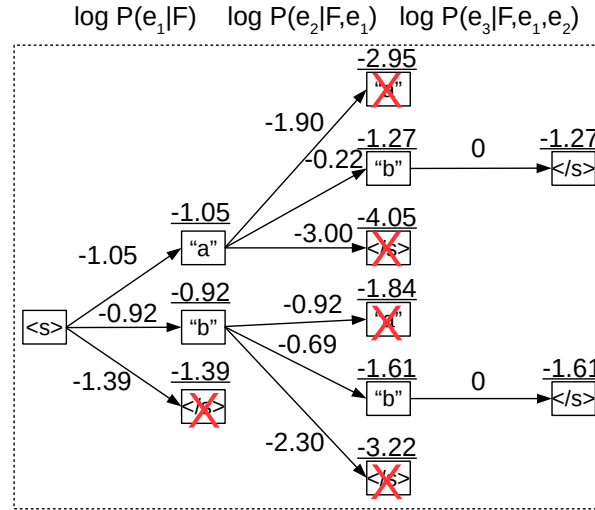 log P(e₁|F) log P(e₂|F,e₁) log P(e₃|F,e₁,e₂)
-2.95
“a”
-1.90
-1.27 -1.27
-0.22 “b” 0 </s>
-1.05 -4.05
“a” -3.00 </s>
-1.05
-0.92 -1.84
-0.92 “a”
<s> -0.92 “b”
-0.69
-1.39 -1.61 -1.61
-1.39 </s> “b” 0 </s>
-2.30
-3.22
</s>